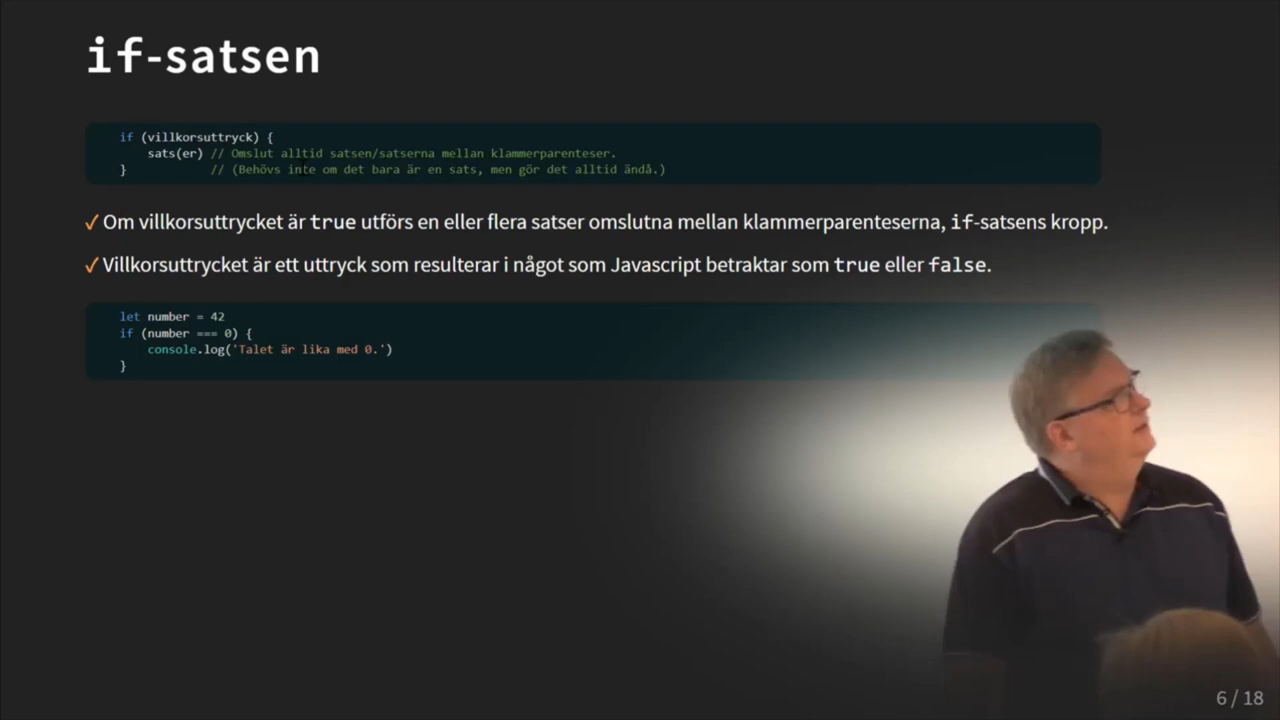 if-satsen
if (villkorsuttryck) {
sats(er) // Omslut alltid satsen/satserna mellan klammerparenteser.
} // (Behövs inte om det bara är en sats, men gör det alltid ändå.)
✓ Om villkorsuttrycket är true utförs en eller flera satser omslutna mellan klammerparenteserna, if-satsens kropp.
✓ Villkorsuttrycket är ett uttryck som resulterar i något som Javascript betraktar som true eller false.
let number = 42
if (number === 0) {
console.log('Talet är lika med 0.')
}
6 / 18